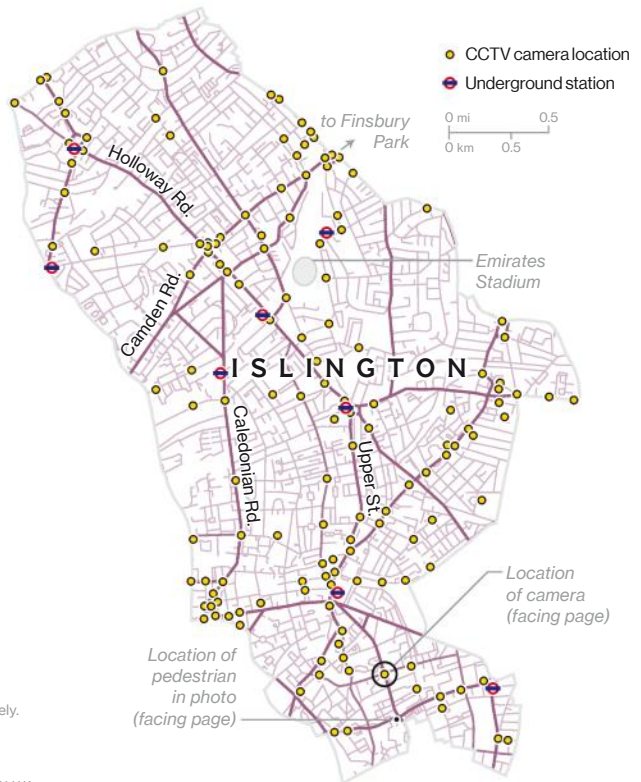 CCTV camera location
Underground station
0 mi 0.5
0 km 0.5
to Finsbury
Park
Holloway Rd.
Emirates
Stadium
Camden Rd.
ISLINGTON
Caledonian Rd.
Upper St.
Location
of camera
(facing page)
Location of
pedestrian
in photo
(facing page)
ely.